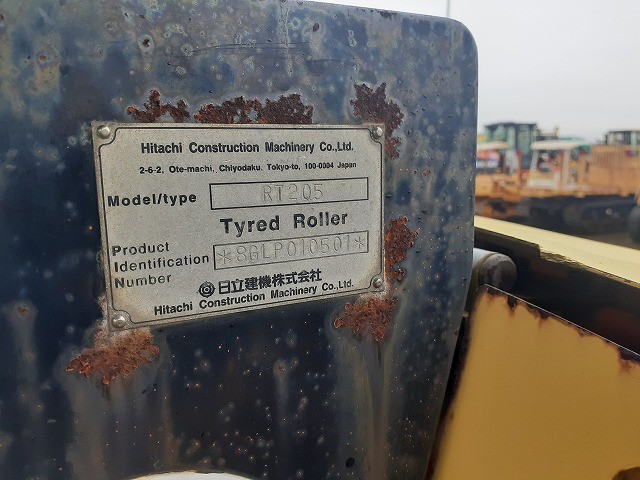 Hitachi Construction Machinery Co.,Ltd.
2-6-2, Ote-machi, Chiyodaku, Tokyo-to, 100-0004 Japan
Model/type RT205
Tyred Roller
Product
Identification *8GLP010501*
Number
日立建機株式会社
Hitachi Construction Machinery Co.,Ltd.